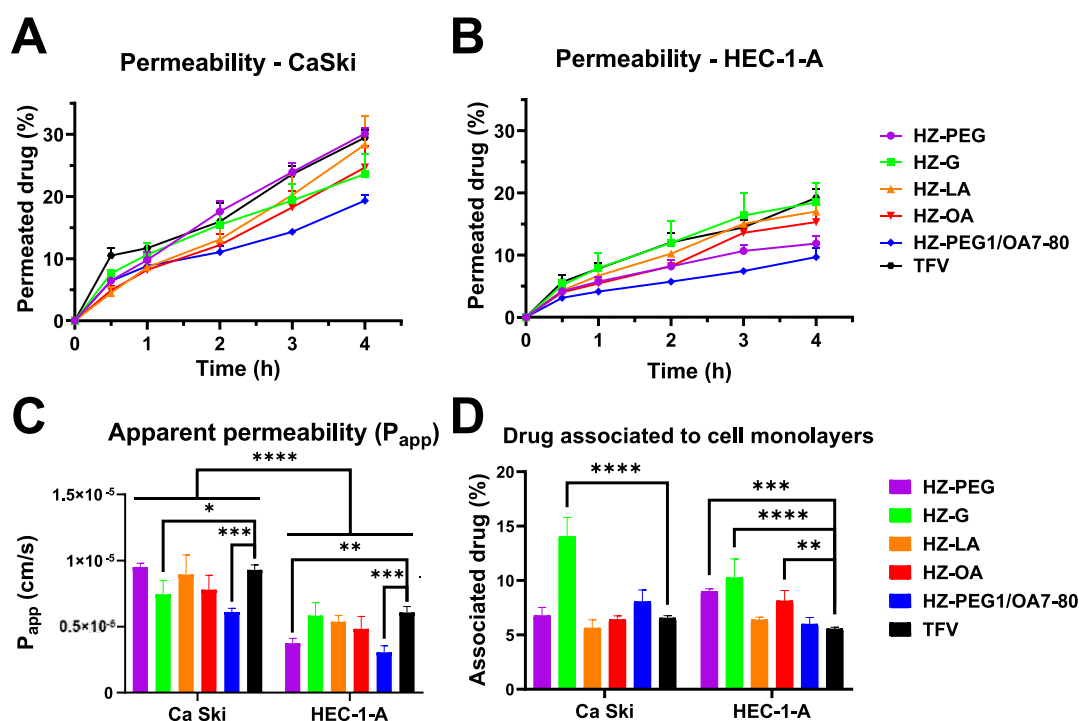 A
Permeability - CaSki
Permeated drug (%)
30
20
10
0
0 1 2 3 4
Time (h)
B
Permeability - HEC-1-A
Permeated drug (%)
30
20
10
0
0 1 2 3 4
Time (h)
HZ-PEG
HZ-G
HZ-LA
HZ-OA
HZ-PEG1/OA7-80
TFV
C
Apparent permeability (Papp)
Papp (cm/s)
1.5×10-5
1×10-5
0.5×10-5
0
****
*
***
**
***
Ca Ski HEC-1-A
D
Drug associated to cell monolayers
Associated drug (%)
20
15
10
5
0
****
***
****
**
Ca Ski HEC-1-A
HZ-PEG
HZ-G
HZ-LA
HZ-OA
HZ-PEG1/OA7-80
TFV